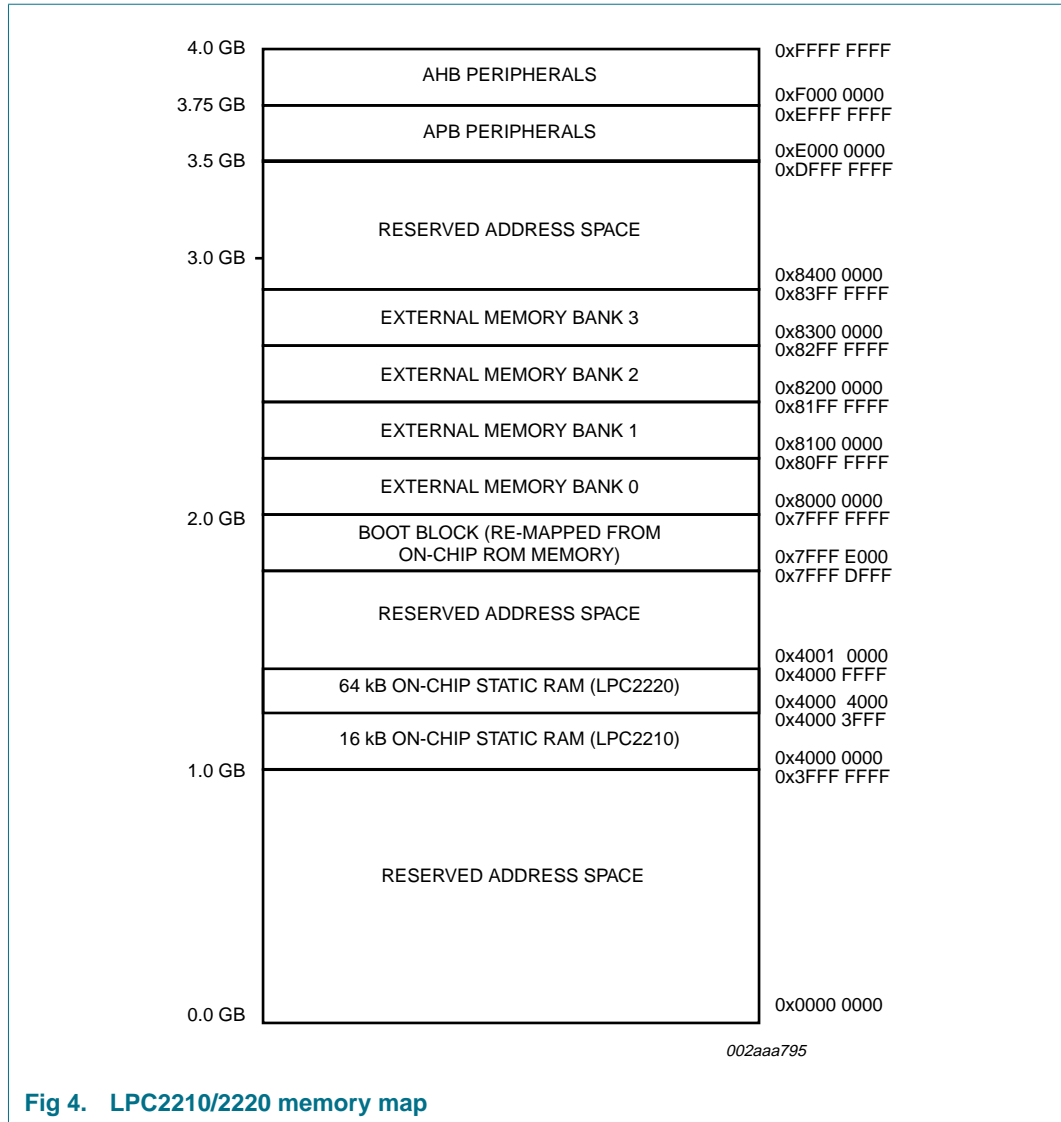 4.0 GB
0xFFFF FFFF
AHB PERIPHERALS
0xF000 0000
3.75 GB
0xEFFF FFFF
APB PERIPHERALS
0xE000 0000
3.5 GB
0xDFFF FFFF
RESERVED ADDRESS SPACE
3.0 GB
0x8400 0000
0x83FF FFFF
EXTERNAL MEMORY BANK 3
0x8300 0000
0x82FF FFFF
EXTERNAL MEMORY BANK 2
0x8200 0000
0x81FF FFFF
EXTERNAL MEMORY BANK 1
0x8100 0000
0x80FF FFFF
EXTERNAL MEMORY BANK 0
0x8000 0000
2.0 GB
0x7FFF FFFF
BOOT BLOCK (RE-MAPPED FROM
ON-CHIP ROM MEMORY)
0x7FFF E000
0x7FFF DFFF
RESERVED ADDRESS SPACE
0x4001 0000
0x4000 FFFF
64 kB ON-CHIP STATIC RAM (LPC2220)
0x4000 4000
0x4000 3FFF
16 kB ON-CHIP STATIC RAM (LPC2210)
0x4000 0000
1.0 GB
0x3FFF FFFF
RESERVED ADDRESS SPACE
0x0000 0000
0.0 GB
002aaa795
Fig 4. LPC2210/2220 memory map